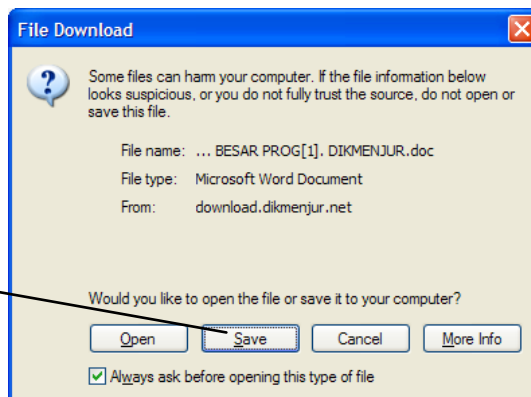 File Download
Some files can harm your computer. If the file information below
looks suspicious, or you do not fully trust the source, do not open or
save this file.
File name: ... BESAR PROG[1]. DIKMENJUR.doc
File type: Microsoft Word Document
From: download.dikmenjur.net
Would you like to open the file or save it to your computer?
Open Save Cancel More Info
Always ask before opening this type of file